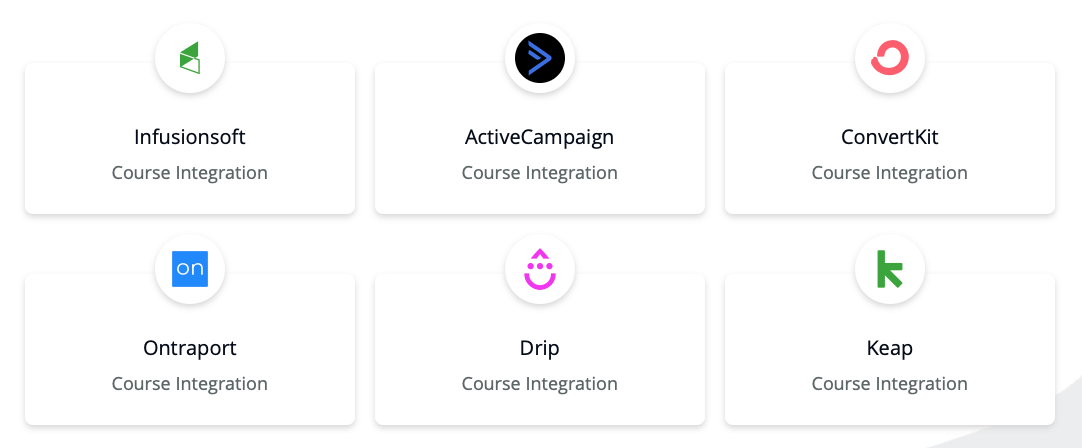 Infusionsoft
Course Integration
ActiveCampaign
Course Integration
ConvertKit
Course Integration
on
Ontraport
Course Integration
Drip
Course Integration
Keap
Course Integration